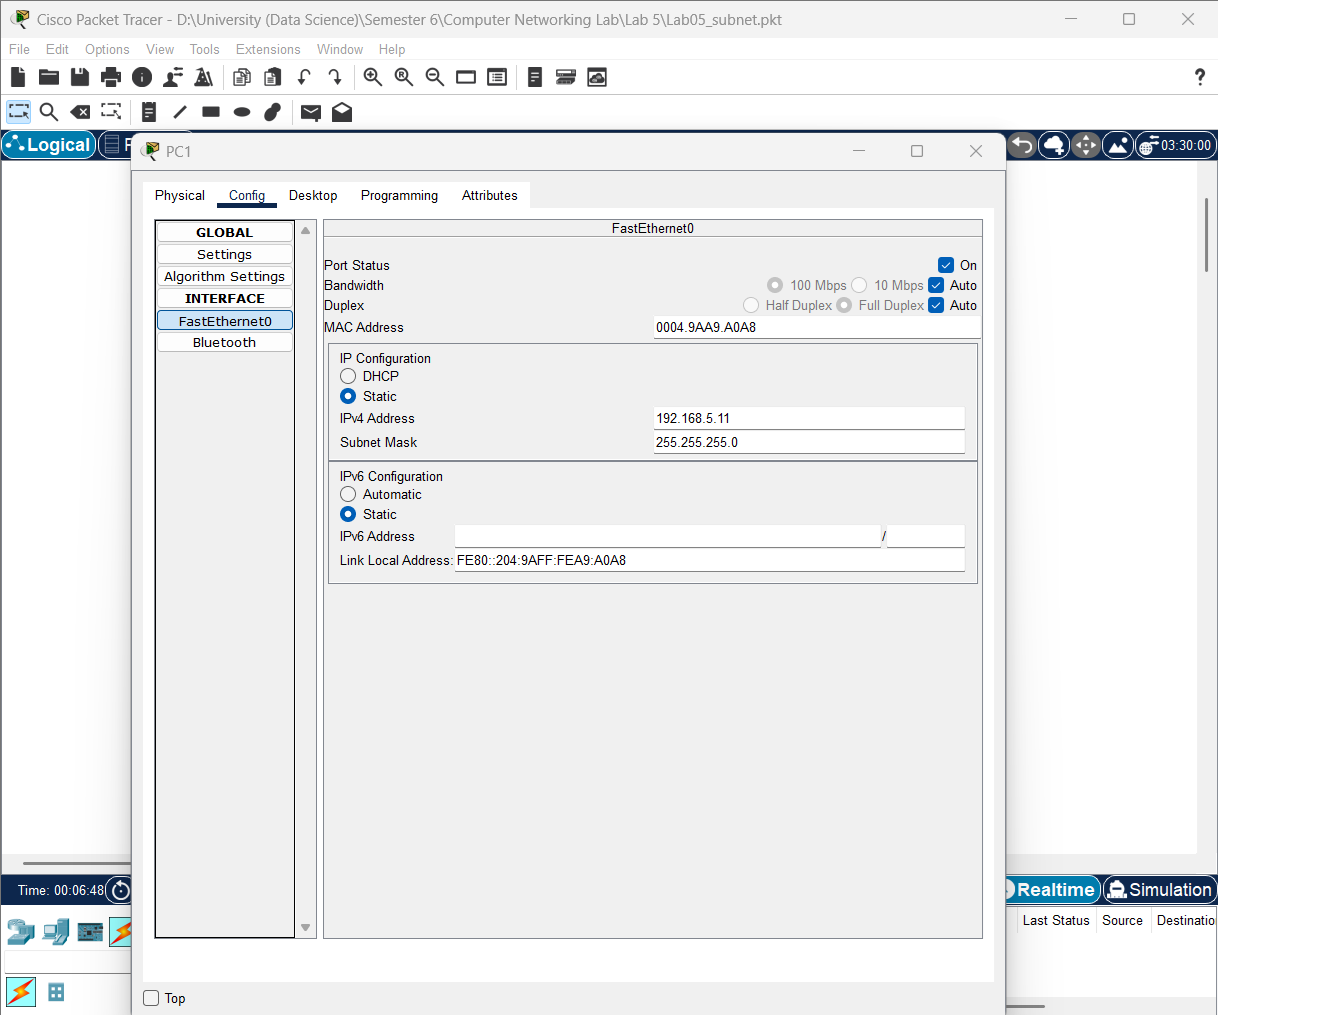 Cisco Packet Tracer - D:\University (Data Science)\Semester 6\Computer Networking Lab\Lab 5\Lab05_subnet.pkt
File Edit Options View Tools Extensions Window Help
?
Logical
03:30:00
PC1
Physical Config Desktop Programming Attributes
GLOBAL
Settings
Algorithm Settings
INTERFACE
FastEthernet0
Bluetooth
FastEthernet0
Port Status On
Bandwidth 100 Mbps 10 Mbps Auto
Duplex Half Duplex Full Duplex Auto
MAC Address 0004.9AA9.A0A8
IP Configuration
DHCP
Static
IPv4 Address 192.168.5.11
Subnet Mask 255.255.255.0
IPv6 Configuration
Automatic
Static
IPv6 Address /
Link Local Address: FE80::204:9AFF:FEA9:A0A8
Time: 00:06:48
Realtime Simulation
Last Status Source Destinatio
Top